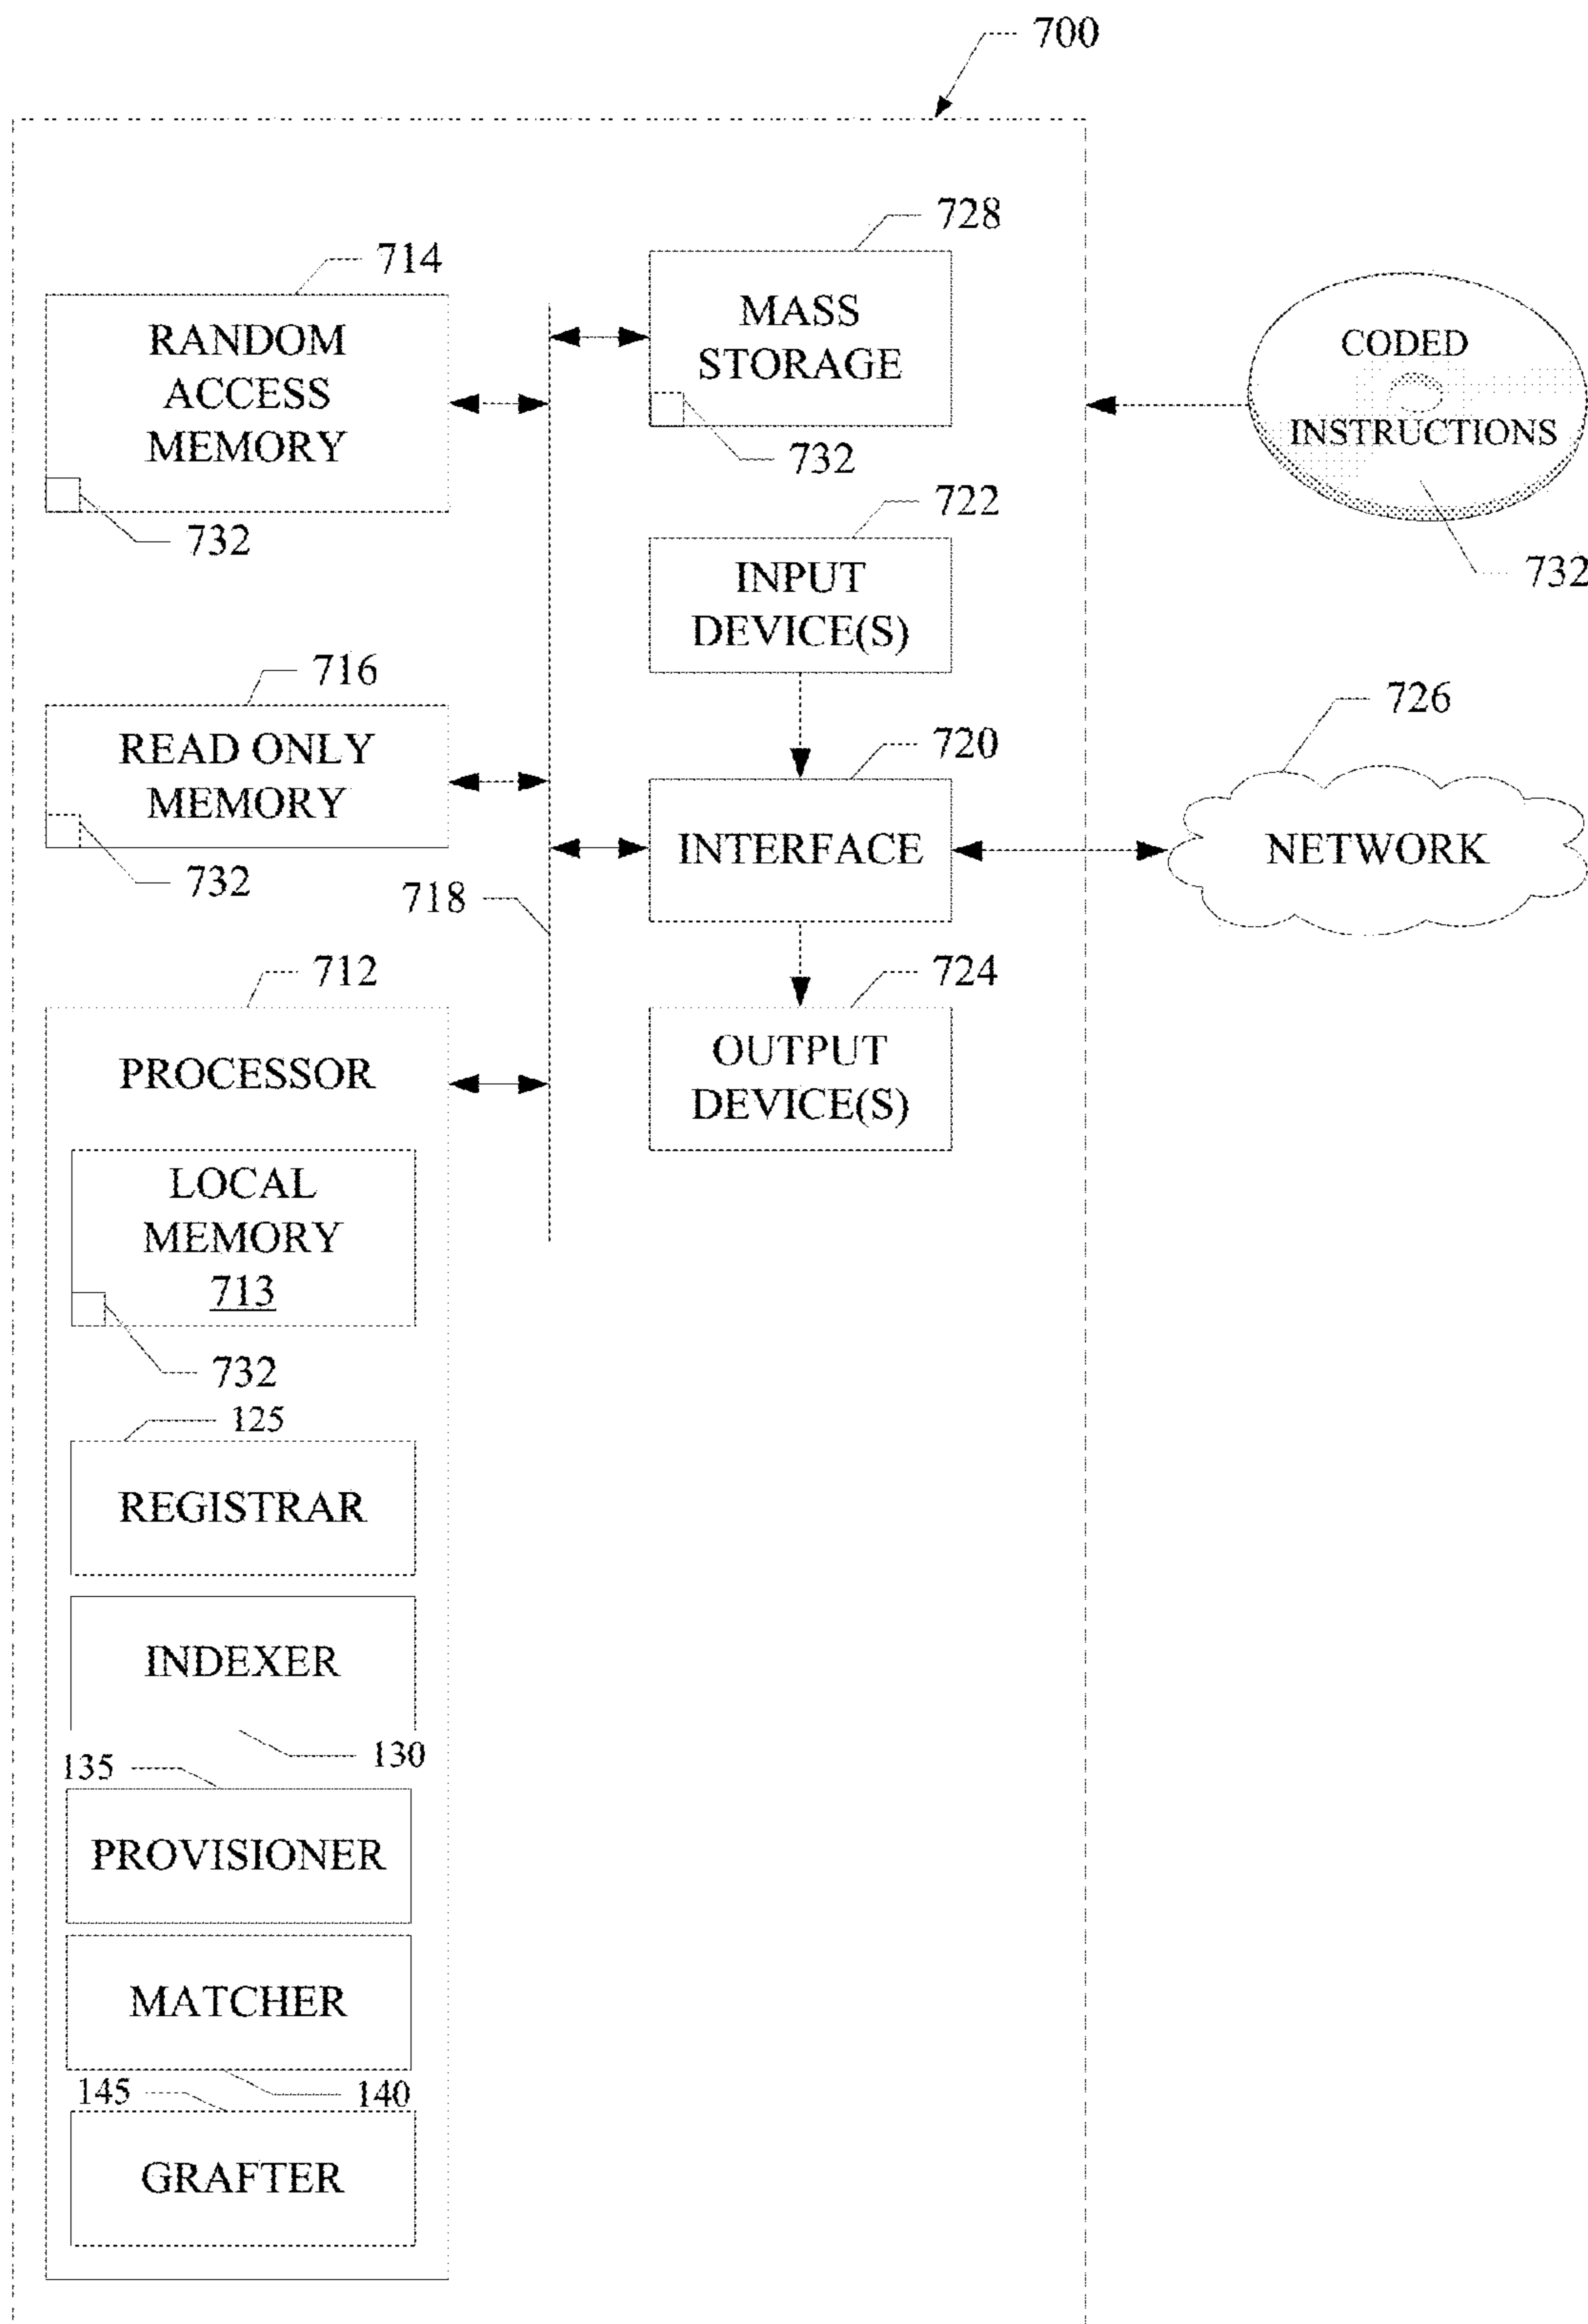 700
728
714
MASS
STORAGE
RANDOM
ACCESS
MEMORY
CODED
INSTRUCTIONS
732
732
722
732
INPUT
DEVICE(S)
716
726
READ ONLY
MEMORY
720
INTERFACE
NETWORK
732
718
712
724
PROCESSOR
OUTPUT
DEVICE(S)
LOCAL
MEMORY
713
732
125
REGISTRAR
INDEXER
130
135
PROVISIONER
MATCHER
140
145
GRAFTER